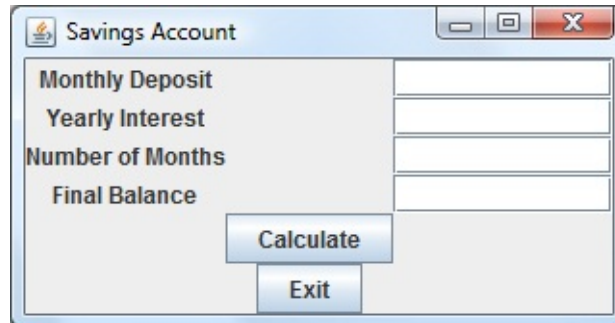 Savings Account
Monthly Deposit
Yearly Interest
Number of Months
Final Balance
Calculate
Exit